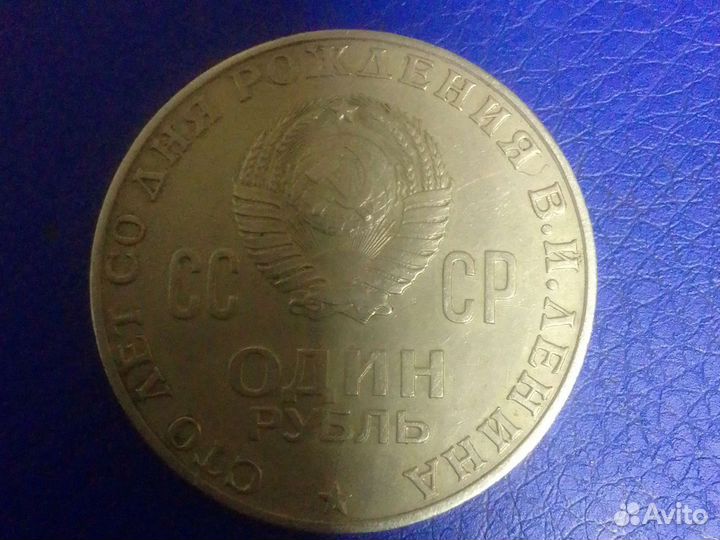 СТО ЛЕТ СО ДНЯ РОЖДЕНИЯ В.И.ЛЕНИНА
СС СР
ОДИН
РУБЛЬ
Avito